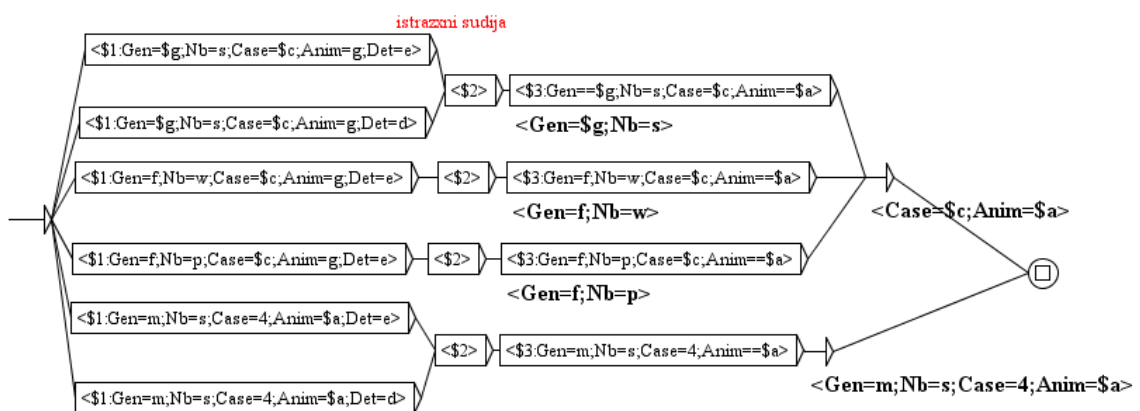 istrazxni sudija
<$1:Gen=$g;Nb=s;Case=$c;Anim=g;Det=e>
<$2>
<$3:Gen==$g;Nb=s;Case=$c;Anim==$a>
<$1:Gen=$g;Nb=s;Case=$c;Anim=g;Det=d>
<Gen=$g;Nb=s>
<$1:Gen=f;Nb=w;Case=$c;Anim=g;Det=e>
<$2>
<$3:Gen=f;Nb=w;Case=$c;Anim==$a>
<Gen=f;Nb=w>
<Case=$c;Anim=$a>
<$1:Gen=f;Nb=p;Case=$c;Anim=g;Det=e>
<$2>
<$3:Gen=f;Nb=p;Case=$c;Anim==$a>
<Gen=f;Nb=p>
<$1:Gen=m;Nb=s;Case=4;Anim=$a;Det=e>
<$2>
<$3:Gen=m;Nb=s;Case=4;Anim==$a>
<$1:Gen=m;Nb=s;Case=4;Anim=$a;Det=d>
<Gen=m;Nb=s;Case=4;Anim=$a>